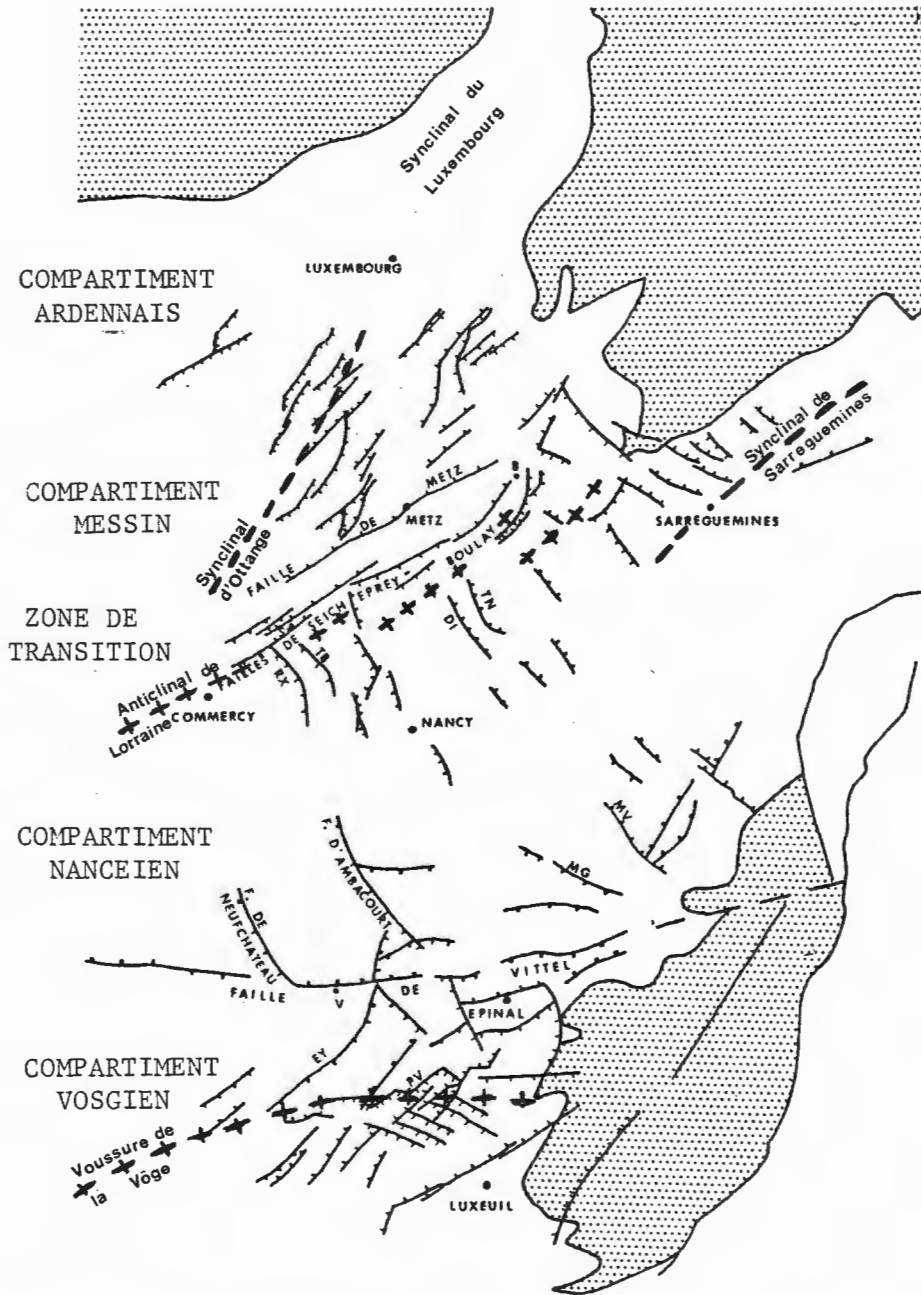 Synclinal du
Luxembourg
LUXEMBOURG
COMPARTIMENT
ARDENNAIS
Synclinal de
Sarreguemines
COMPARTIMENT
MESSIN
B
METZ
METZ
DE
FAILLE
SARREGUEMINES
Synclinal
d'Ottange
BOULAY
FAILLES DE SEICHEPREY-
ZONE DE
TRANSITION
TN
DI
TB
RX
Anticlinal de
Lorraine
COMMERCY
NANCY
COMPARTIMENT
NANCEIEN
MV
MG
F. D'AMBACOURT
F. DE
NEUFCHATEAU
FAILLE
V
DE
VITTEL
EPINAL
COMPARTIMENT
VOSGIEN
EY
PV
Voussure de
la Vôge
LUXEUIL